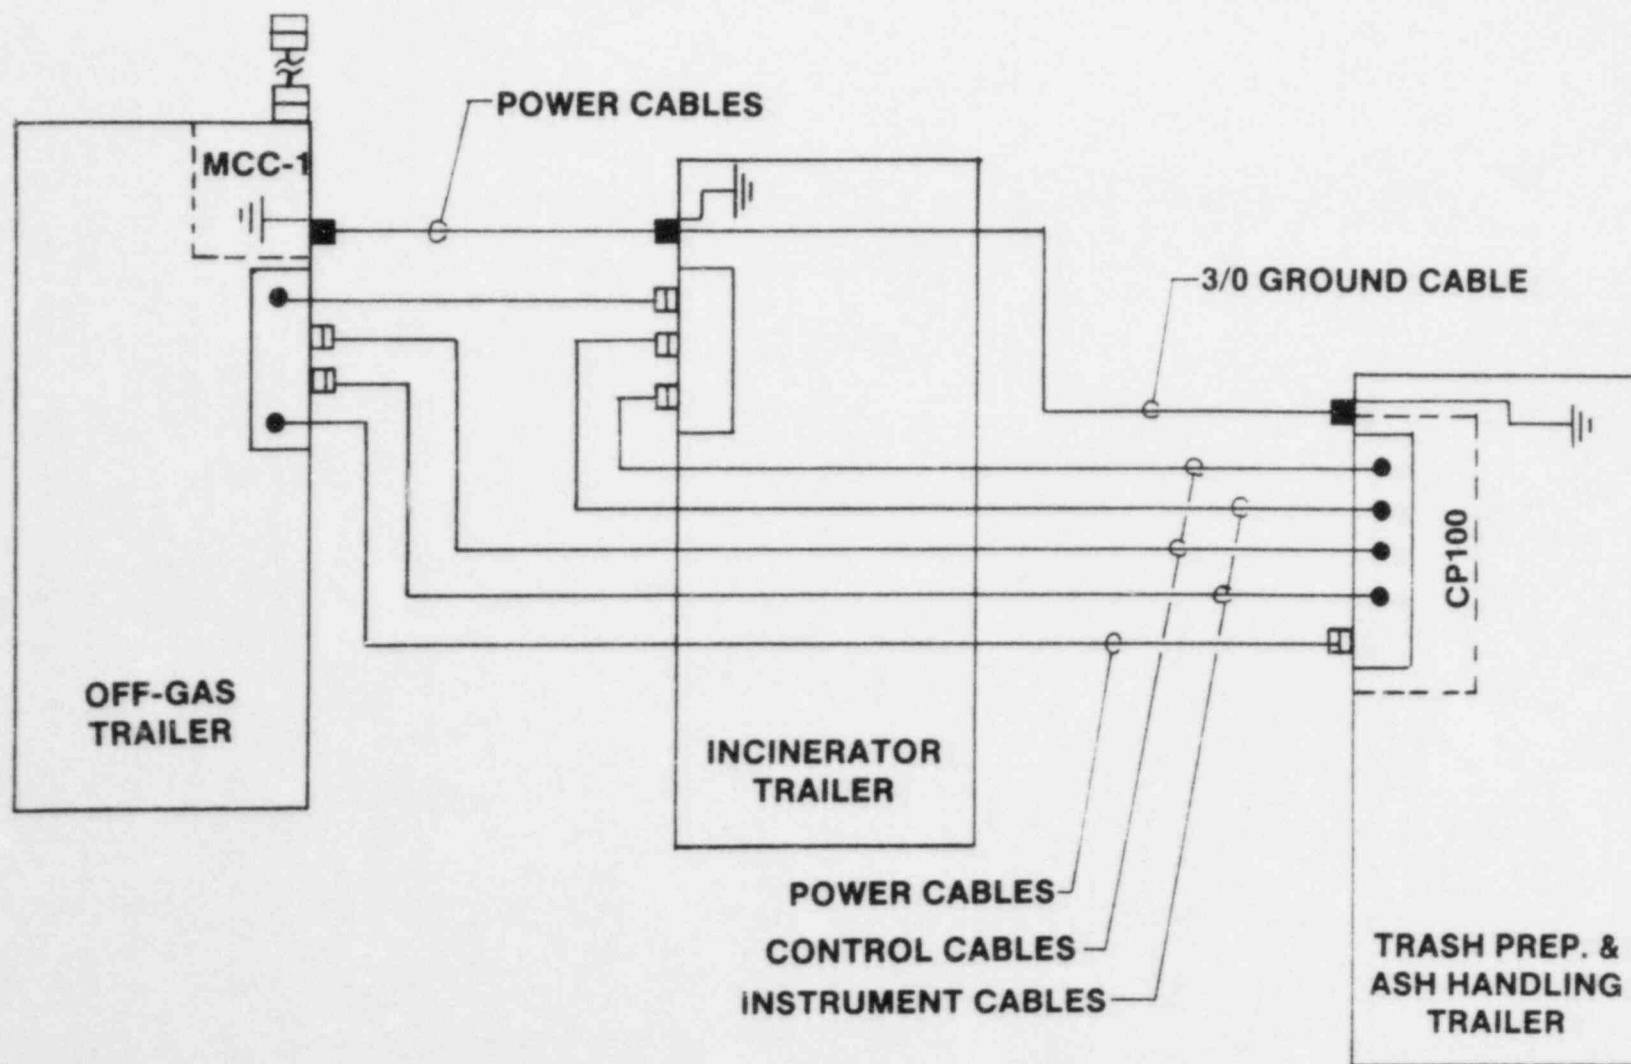 POWER CABLES
MCC-1
3/0 GROUND CABLE
CP100
OFF-GAS
TRAILER
INCINERATOR
TRAILER
POWER CABLES
CONTROL CABLES
INSTRUMENT CABLES
TRASH PREP. &
ASH HANDLING
TRAILER